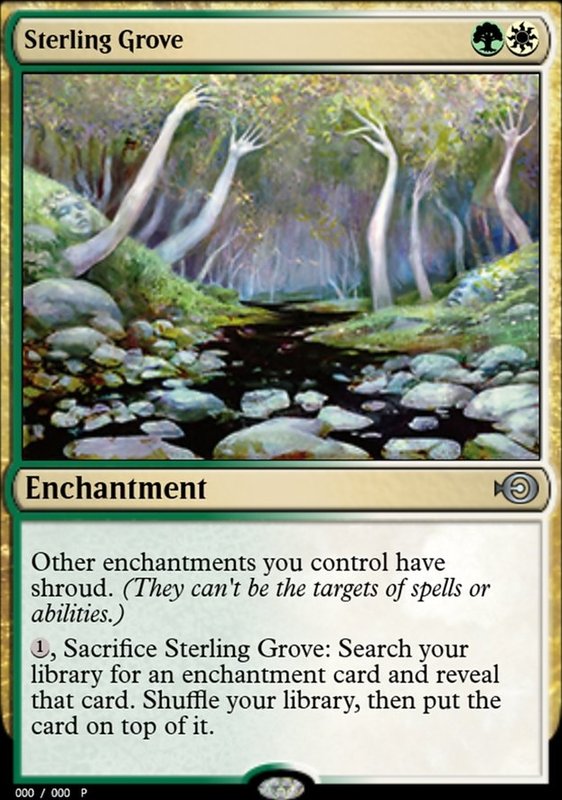 Sterling Grove
Enchantment
Other enchantments you control have
shroud. (They can't be the targets of spells or
abilities.)
1, Sacrifice Sterling Grove: Search your
library for an enchantment card and reveal
that card. Shuffle your library, then put the
card on top of it.
000 / 000 P